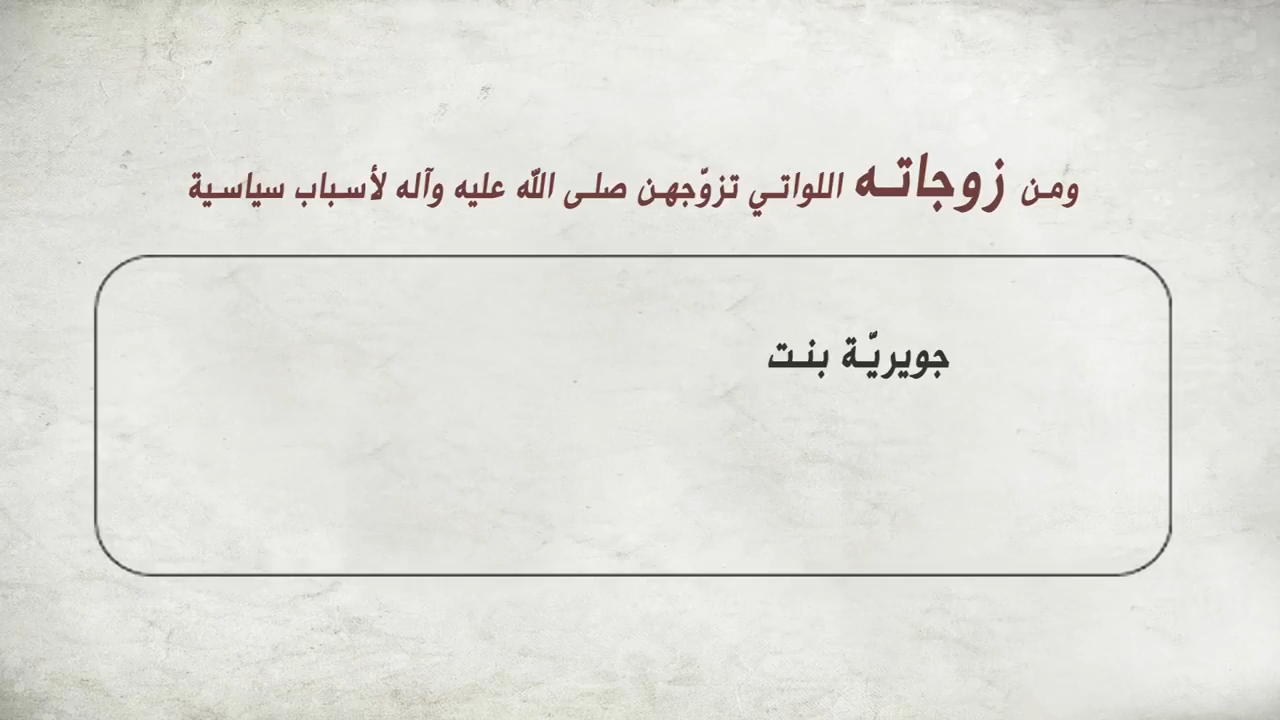 ومن زوجاته اللواتي تزوّجهن صلى الله عليه وآله لأسباب سياسية
جويريّة بنت